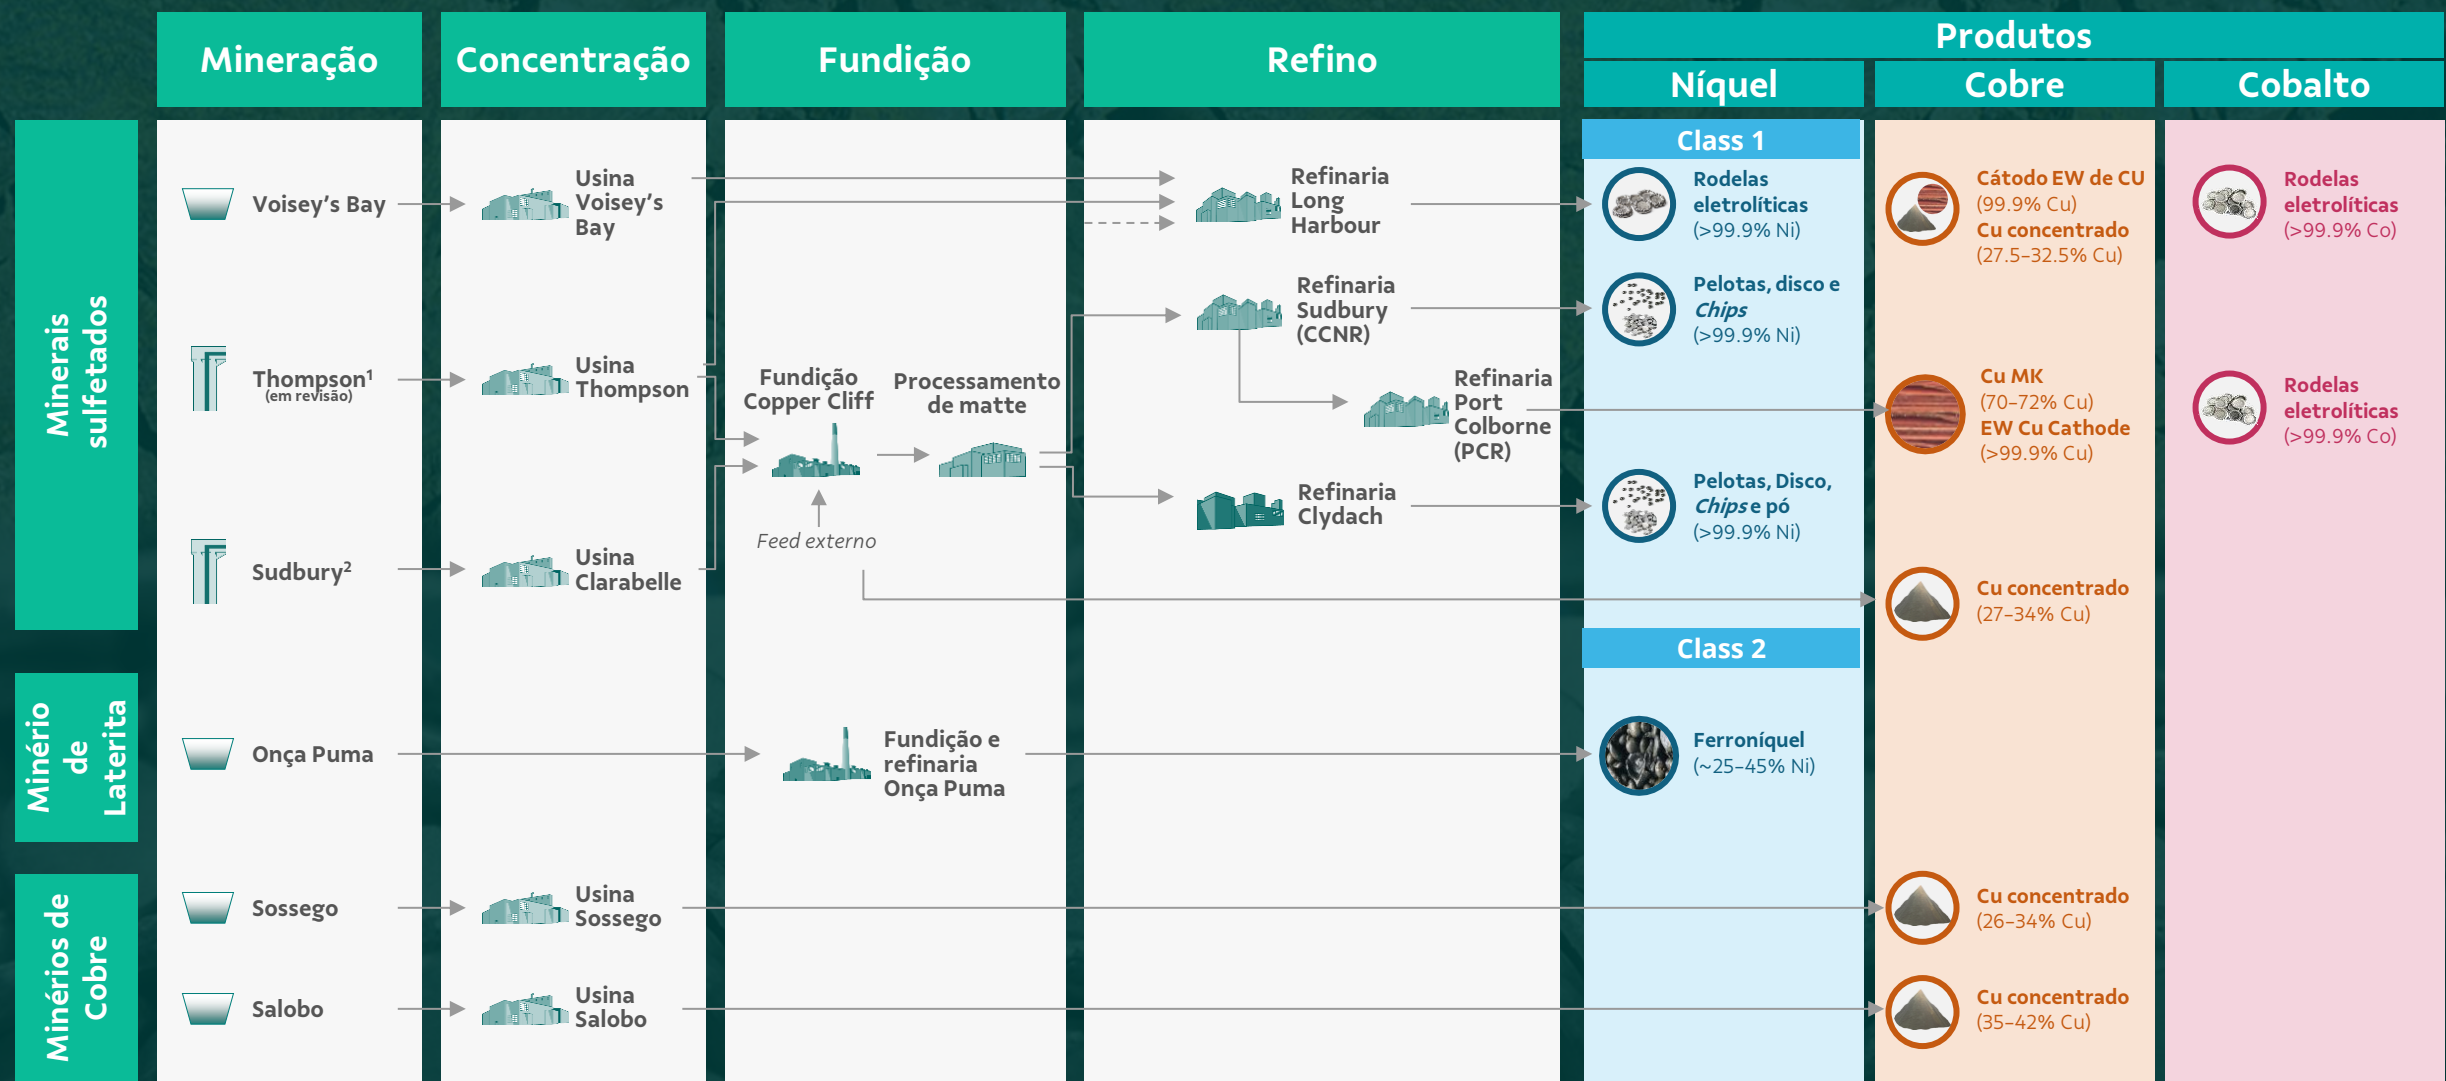 Mineração
Concentração
Fundição
Refino
Produtos
Níquel
Cobre
Cobalto
Minerais
sulfetados
Voisey's Bay
Usina
Voisey's
Bay
Refinaria
Long
Harbour
Class 1
Rodelas
eletrolíticas
(>99.9% Ni)
Cátodo EW de CU
(99.9% Cu)
Cu concentrado
(27.5-32.5% Cu)
Rodelas
eletrolíticas
(>99.9% Co)
Refinaria
Sudbury
(CCNR)
Pelotas, disco e
Chips
(>99.9% Ni)
Thompson¹
(em revisão)
Usina
Thompson
Fundição
Copper Cliff
Processamento
de matte
Refinaria
Port
Colborne
(PCR)
Cu MK
(70-72% Cu)
EW Cu Cathode
(>99.9% Cu)
Rodelas
eletrolíticas
(>99.9% Co)
Refinaria
Clydach
Pelotas, Disco,
Chips e pó
(>99.9% Ni)
Feed externo
Sudbury²
Usina
Clarabelle
Cu concentrado
(27-34% Cu)
Class 2
Minério
de
Laterita
Onça Puma
Fundição e
refinaria
Onça Puma
Ferroníquel
(~25-45% Ni)
Minérios de
Cobre
Sossego
Usina
Sossego
Cu concentrado
(26-34% Cu)
Salobo
Usina
Salobo
Cu concentrado
(35-42% Cu)